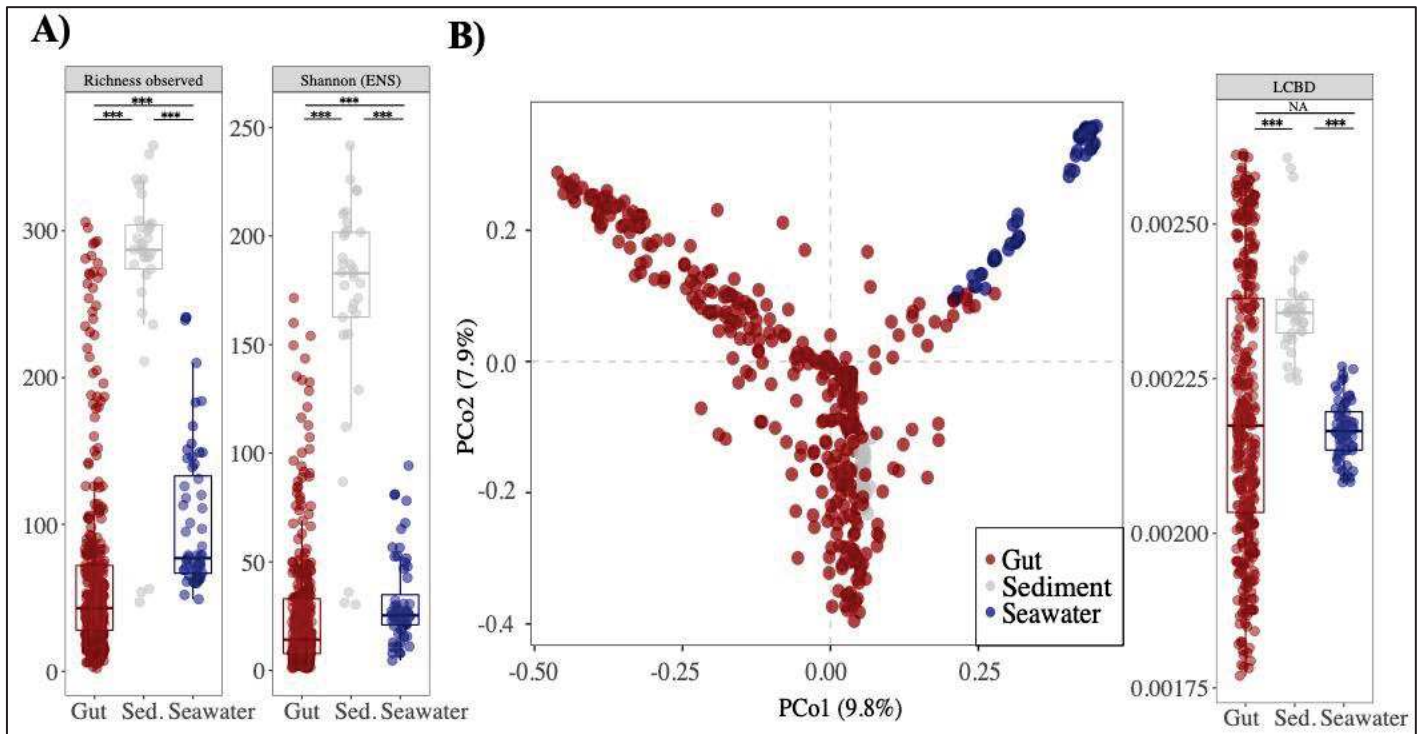 A)
Richness observed
***
*** ***
300
200
100
0
Gut Sed. Seawater
Shannon (ENS)
***
*** ***
250
200
150
100
50
0
Gut Sed. Seawater
B)
PCo2 (7.9%)
0.2
0.0
-0.2
-0.4
-0.50 -0.25 0.00 0.25
PCo1 (9.8%)
Gut
Sediment
Seawater
LCBD
NA
*** ***
0.00250
0.00225
0.00200
0.00175
Gut Sed. Seawater